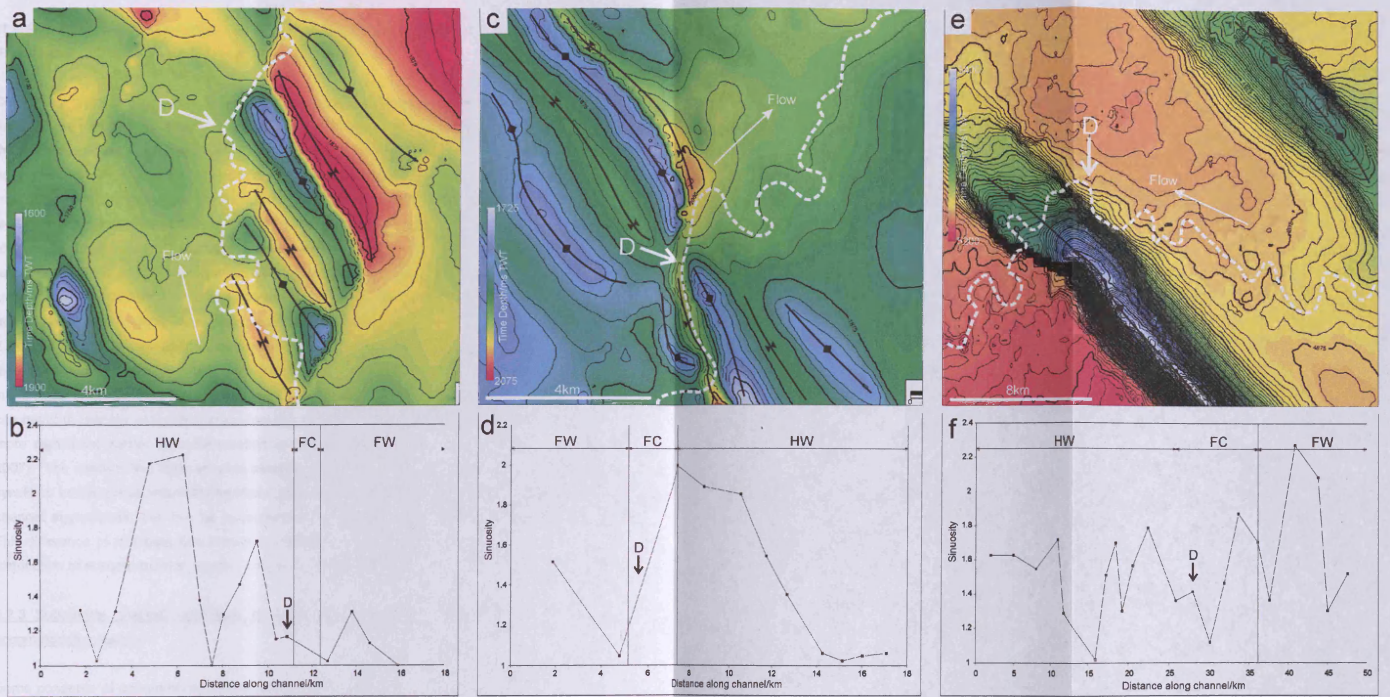 a
D
Flow
1600
Time Depth/ms TWT
1900
4km
c
Flow
D
1725
Time Depth/ms TWT
2075
4km
e
D
Flow
8km
b
HW
FC
FW
Sinuosity
2.4
2.2
2
1.8
1.6
1.4
1.2
1
D
0
2
4
6
8
10
12
14
16
18
Distance along channel/km
d
FW
FC
HW
Sinuosity
2
1.8
1.6
1.4
1.2
1
D
0
2
4
6
8
10
12
14
16
18
Distance along channel/km
f
HW
FC
FW
Sinuosity
2.4
2.2
2
1.8
1.6
1.4
1.2
1
D
0
5
10
15
20
25
30
35
40
45
50
Distance along channel/km